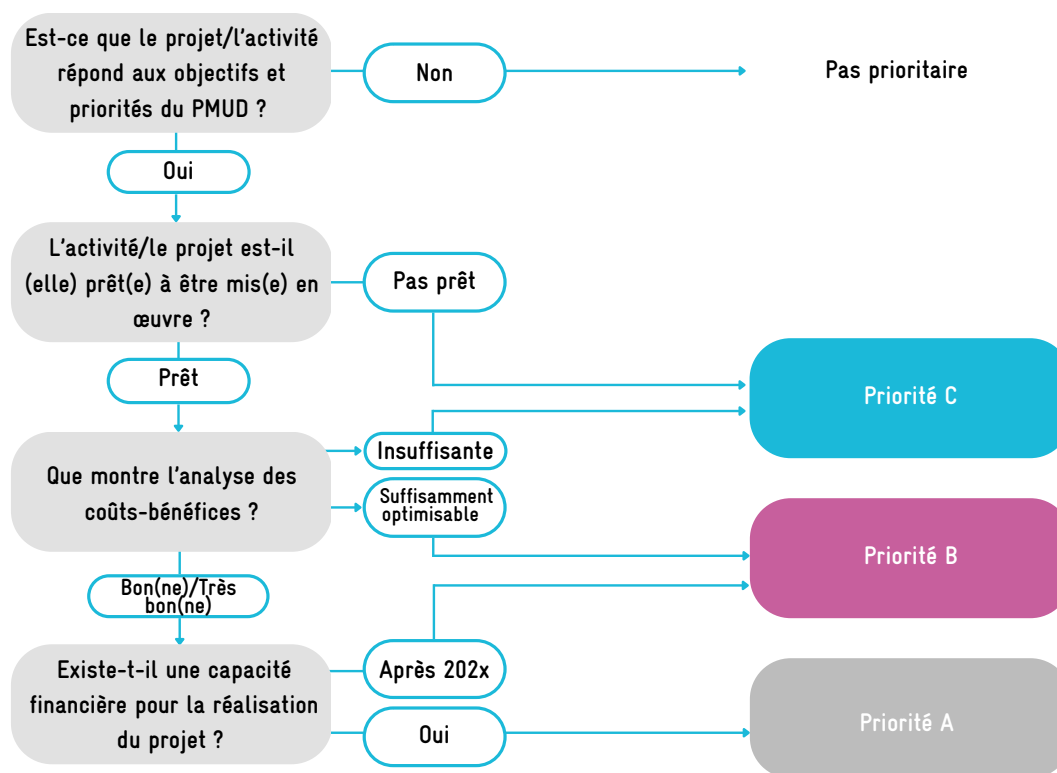 Est-ce que le projet/l'activité
répond aux objectifs et
priorités du PMUD ?
Non
Pas prioritaire
Oui
L'activité/le projet est-il
(elle) prêt(e) à être mis(e) en
œuvre ?
Pas prêt
Prêt
Priorité C
Que montre l'analyse des
coûts-bénéfices ?
Insuffisante
Suffisamment
optimisable
Priorité B
Bon(ne)/Très
bon(ne)
Existe-t-il une capacité
financière pour la réalisation
du projet ?
Après 202x
Oui
Priorité A